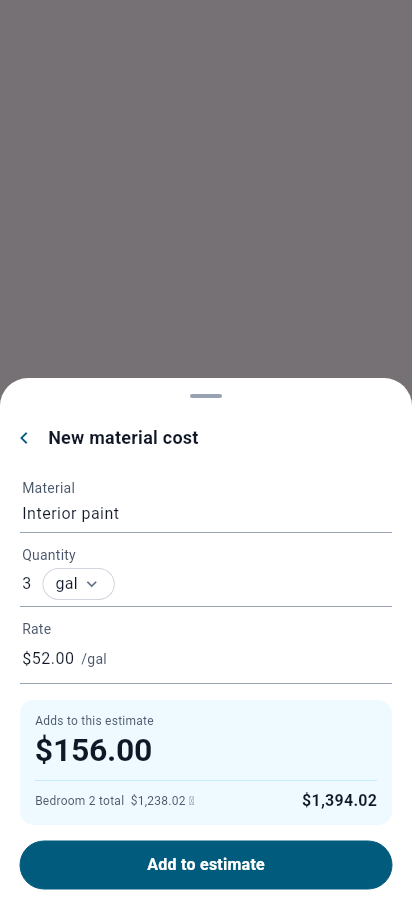 New material cost
Material
Interior paint
Quantity
3 gal
Rate
$52.00 /gal
Adds to this estimate
$156.00
Bedroom 2 total $1,238.02 $1,394.02
Add to estimate